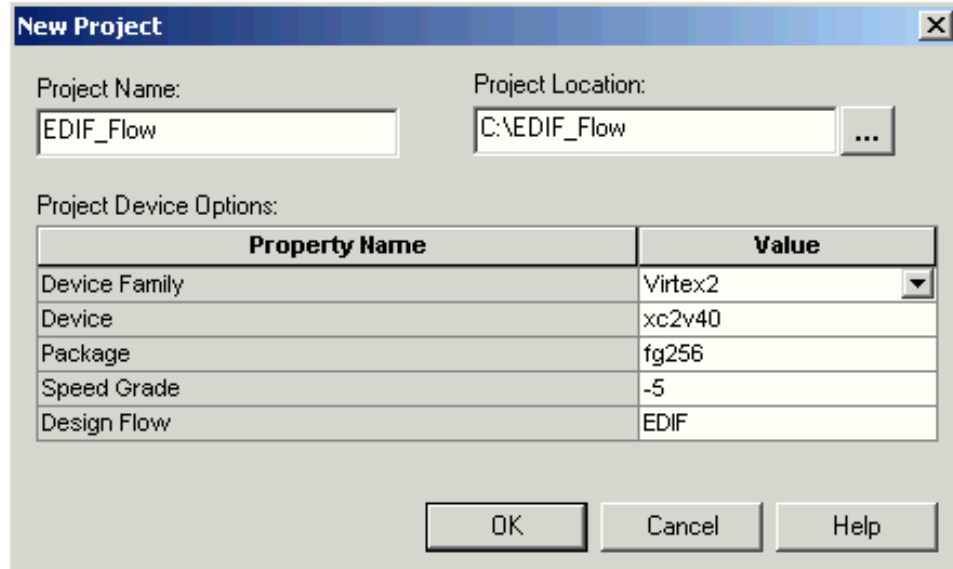 New Project
Project Name:
Project Location:
EDIF_Flow
C:\EDIF_Flow
...
Project Device Options:
Property Name Value
Device Family Virtex2
Device xc2v40
Package fg256
Speed Grade -5
Design Flow EDIF
OK Cancel Help